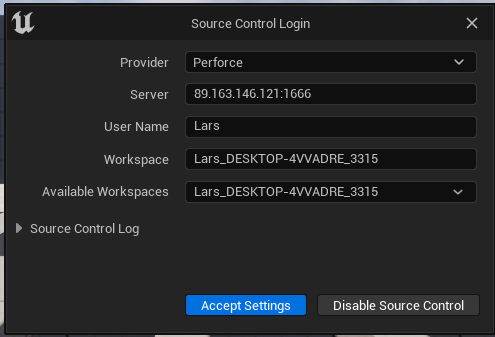 Source Control Login
Provider Perforce
Server 89.163.146.121:1666
User Name Lars
Workspace Lars_DESKTOP-4VVADRE_3315
Available Workspaces Lars_DESKTOP-4VVADRE_3315
Source Control Log
Accept Settings Disable Source Control